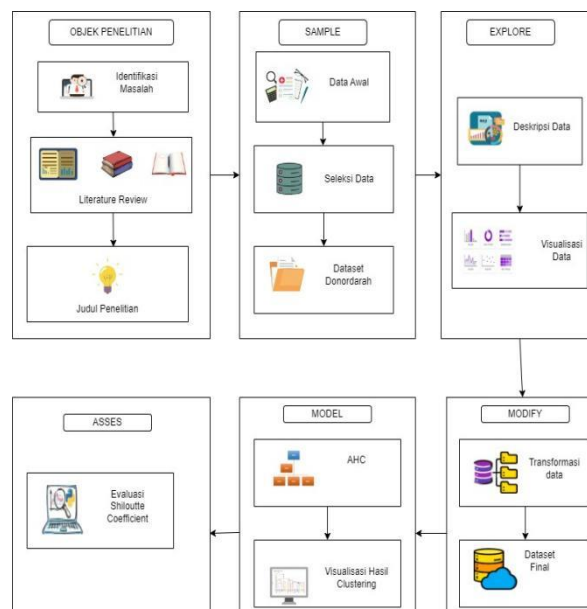 OBJEK PENELITIAN
Identifikasi
Masalah
Literature Review
Judul Penelitian
SAMPLE
Data Awal
Seleksi Data
Dataset
Donordarah
EXPLORE
Deskripsi Data
Visualisasi
Data
MODIFY
Transformasi
data
Dataset
Final
MODEL
AHC
Visualisasi Hasil
Clustering
ASSES
Evaluasi
Shiloutte
Coefficient